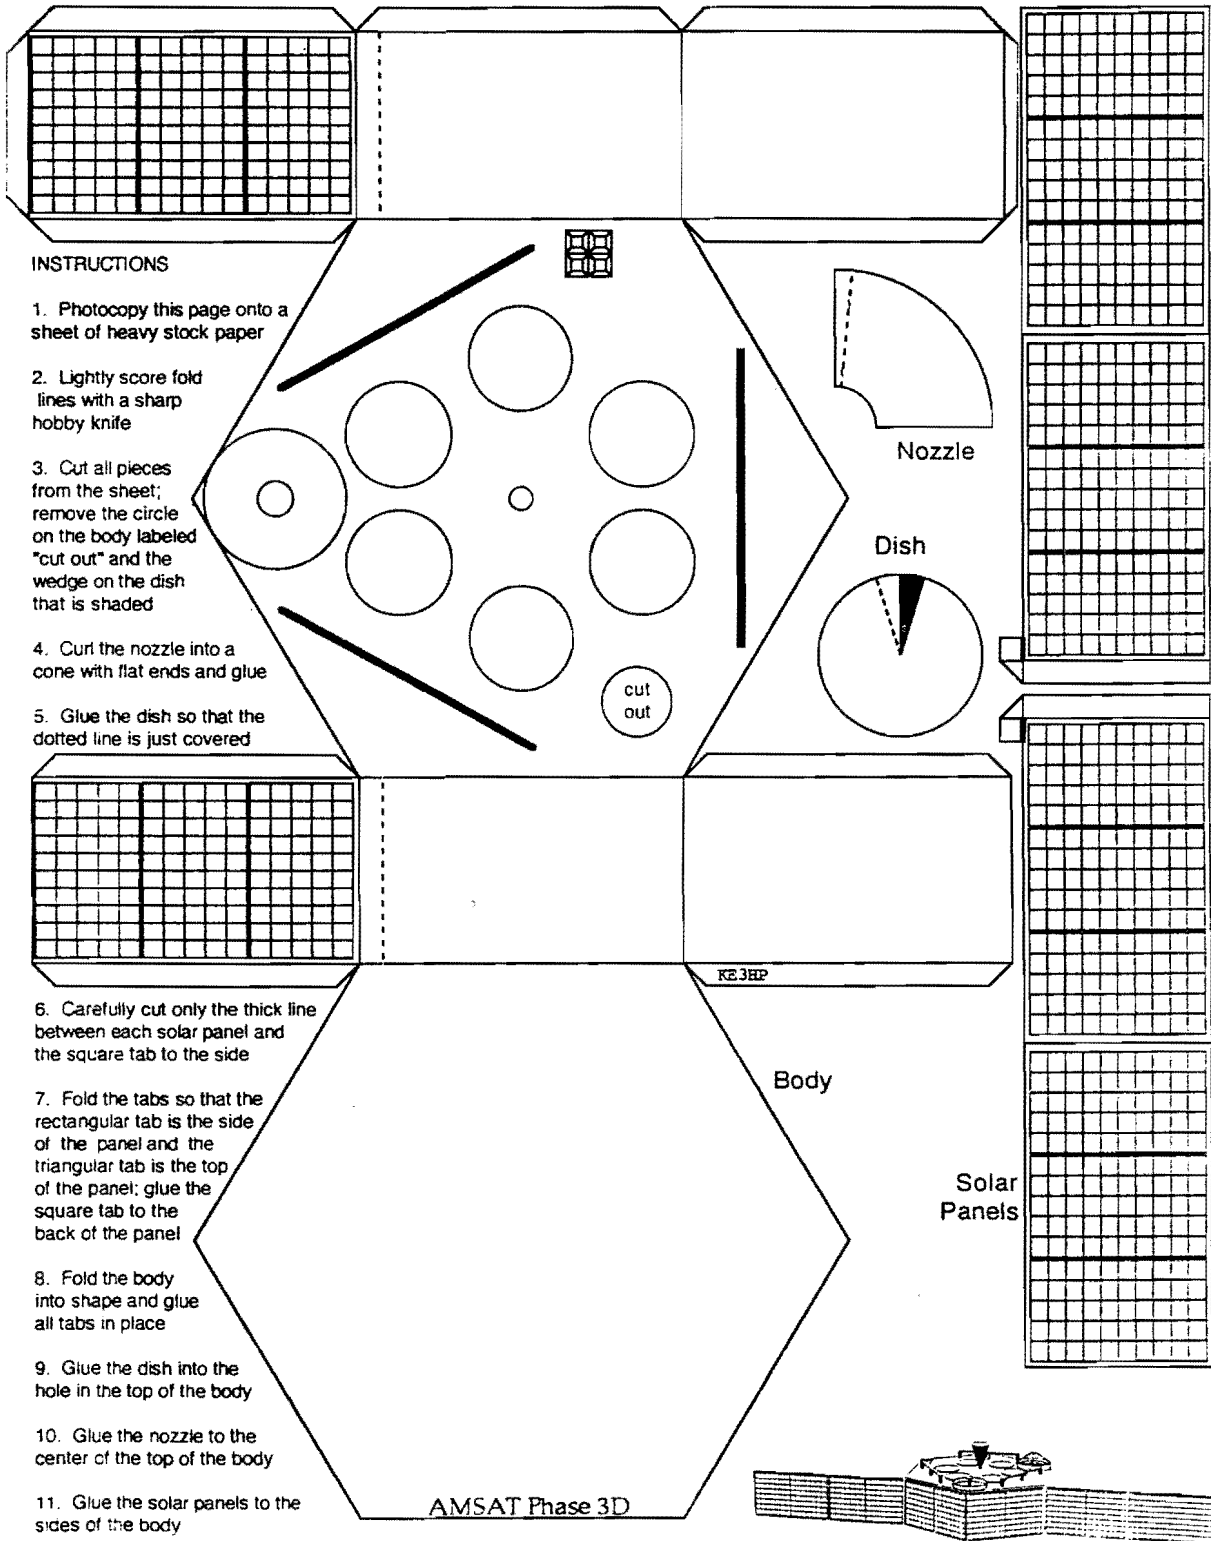 INSTRUCTIONS
1. Photocopy this page onto a
sheet of heavy stock paper
2. Lightly score fold
lines with a sharp
hobby knife
3. Cut all pieces
from the sheet;
remove the circle
on the body labeled
"cut out" and the
wedge on the dish
that is shaded
4. Curl the nozzle into a
cone with flat ends and glue
5. Glue the dish so that the
dotted line is just covered
Nozzle
Dish
cut
out
KE3HP
6. Carefully cut only the thick line
between each solar panel and
the square tab to the side
7. Fold the tabs so that the
rectangular tab is the side
of the panel and the
triangular tab is the top
of the panel; glue the
square tab to the
back of the panel
8. Fold the body
into shape and glue
all tabs in place
9. Glue the dish into the
hole in the top of the body
10. Glue the nozzle to the
center of the top of the body
11. Glue the solar panels to the
sides of the body
Body
Solar
Panels
AMSAT Phase 3D